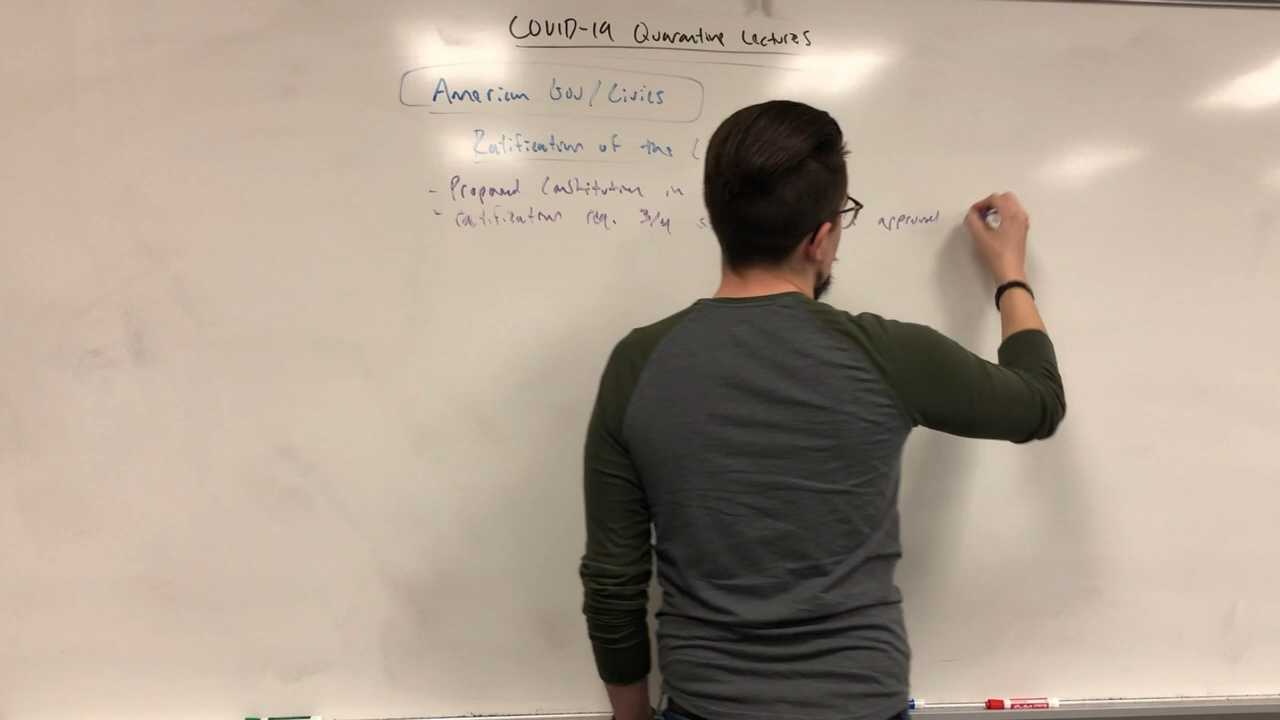 COVID-19 Quarantine Lectures
American Gov/Civics
Ratification of the C
- Proposed Constitution in
- ratification req. 3/4 s approval